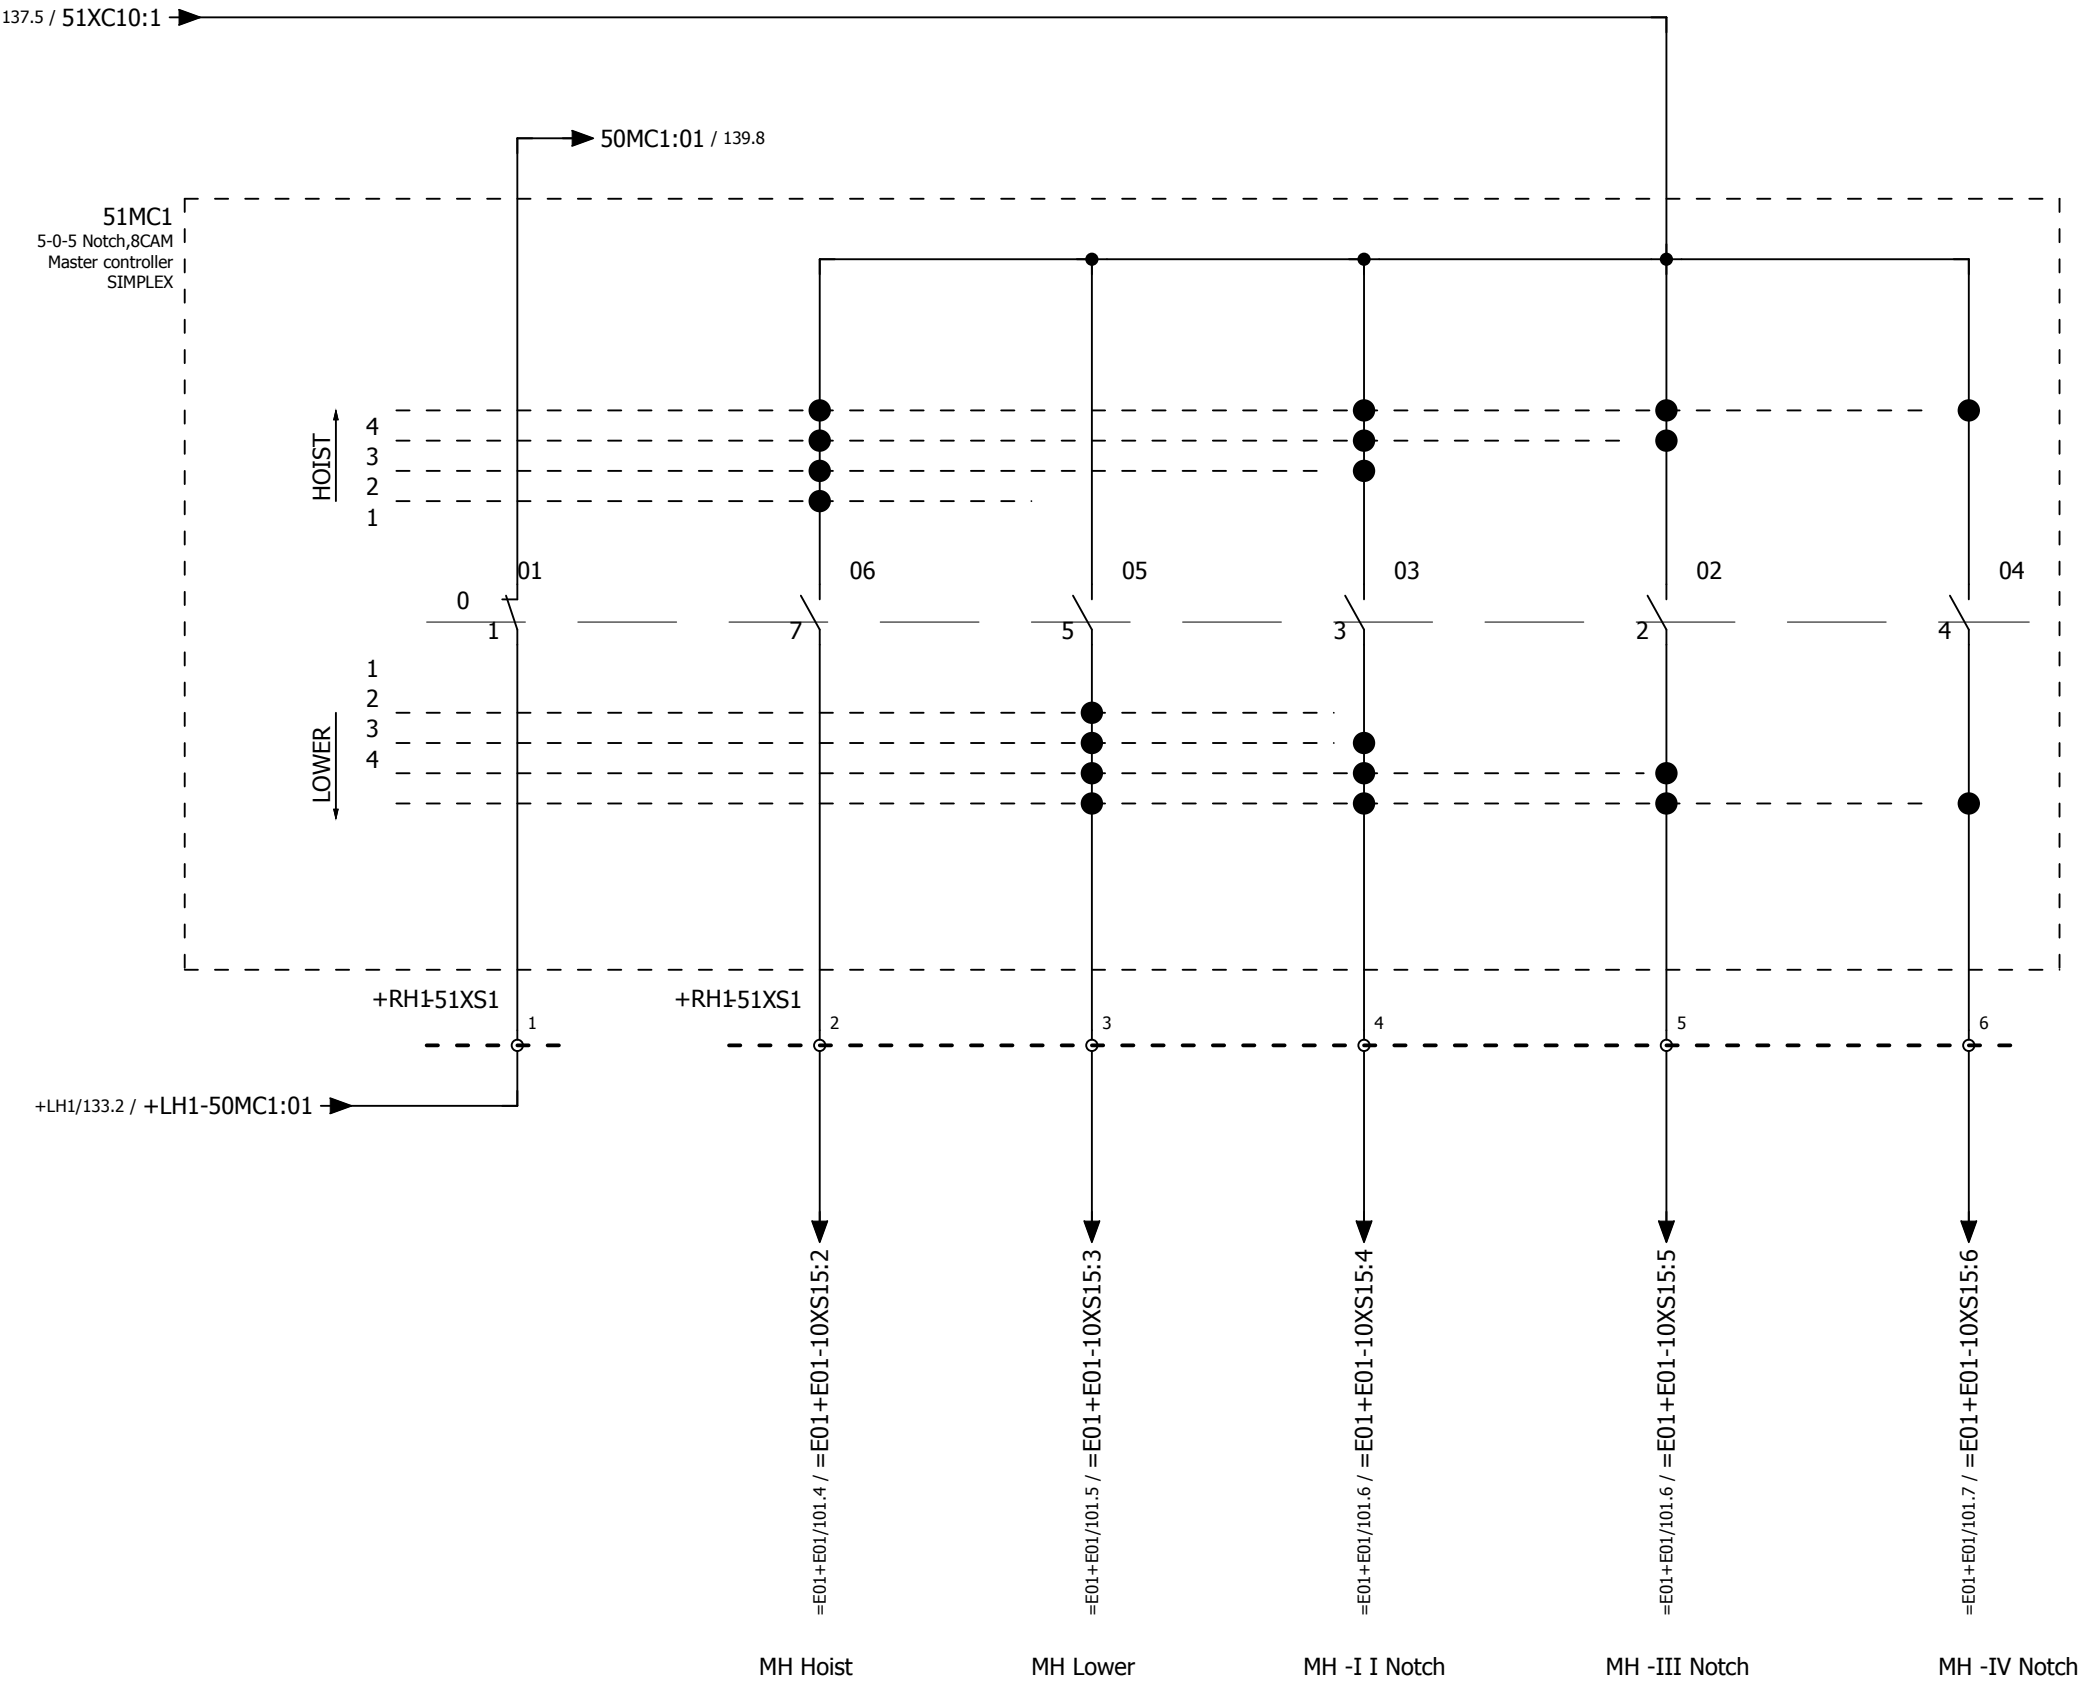 137.5 / 51XC10:1
50MC1:01 / 139.8
51MC1
5-0-5 Notch,8CAM
Master controller
SIMPLEX
HOIST
4
3
2
1
01
06
05
03
02
04
0
1
7
5
3
2
4
LOWER
1
2
3
4
+RH1-51XS1
+RH1-51XS1
1
2
3
4
5
6
+LH1/133.2 / +LH1-50MC1:01
=E01+E01/101.4 / =E01+E01-10XS15:2
=E01+E01/101.5 / =E01+E01-10XS15:3
=E01+E01/101.6 / =E01+E01-10XS15:4
=E01+E01/101.6 / =E01+E01-10XS15:5
=E01+E01/101.7 / =E01+E01-10XS15:6
MH Hoist
MH Lower
MH -I I Notch
MH -III Notch
MH -IV Notch